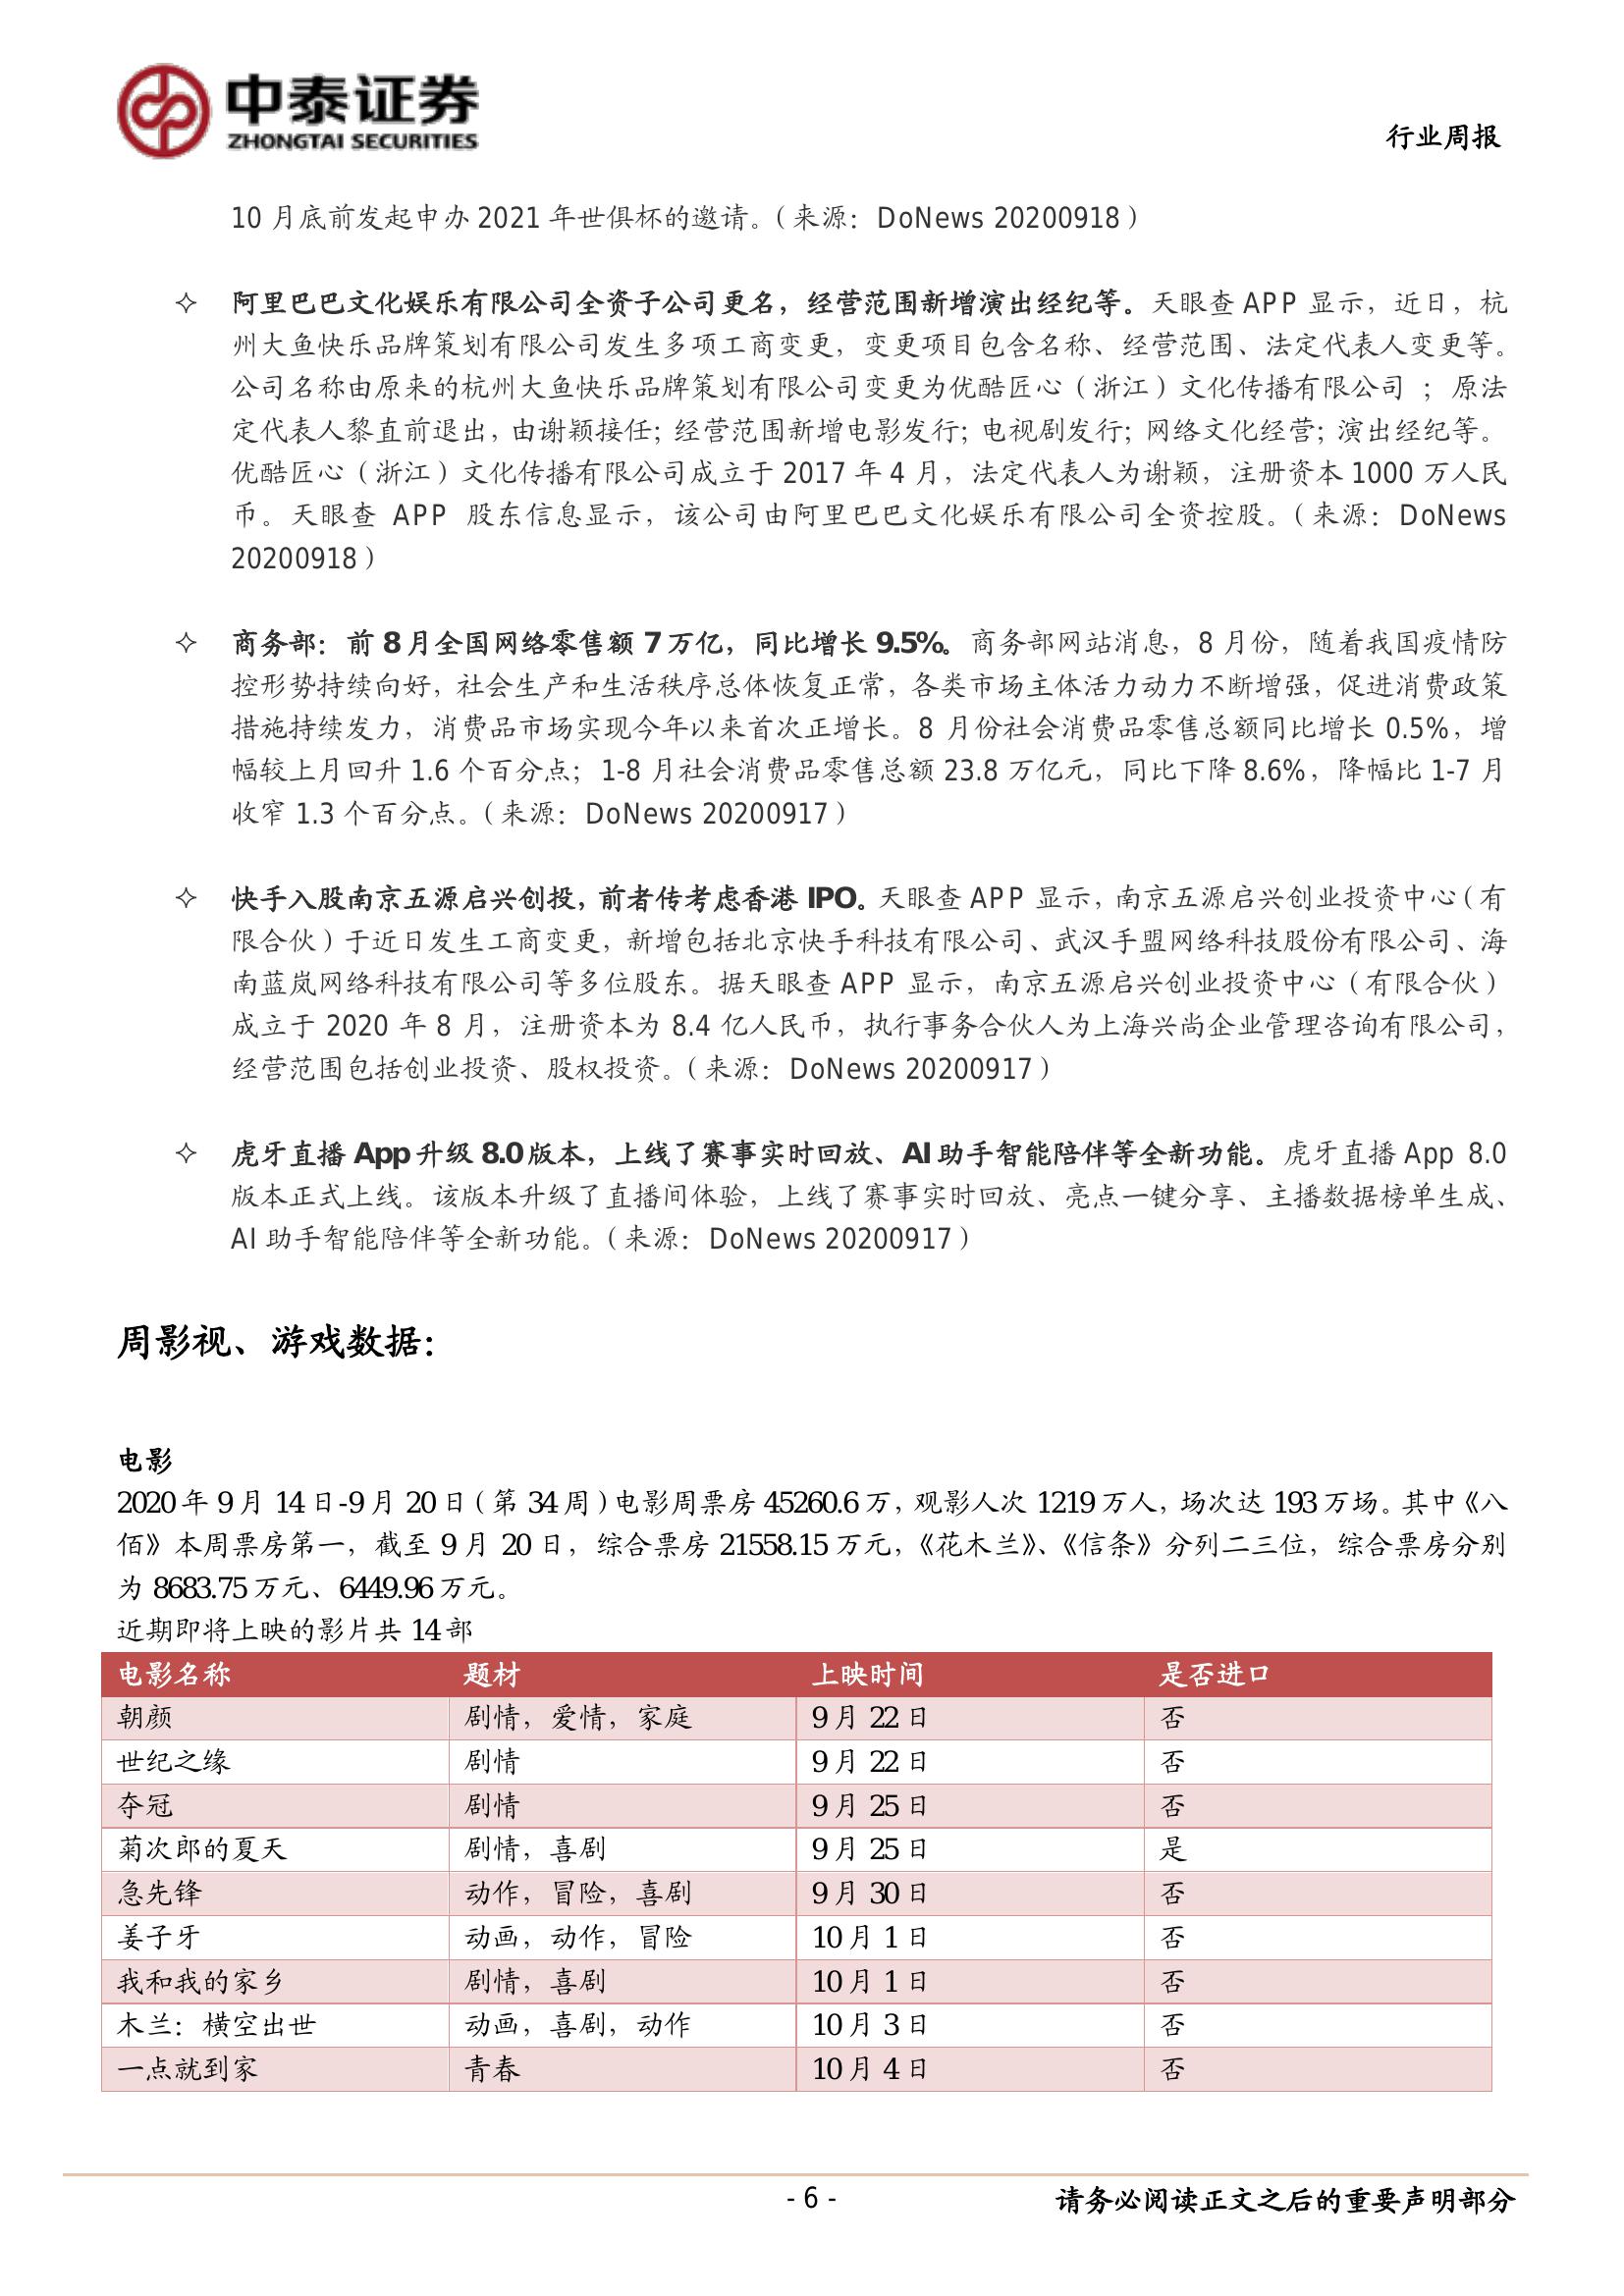 中泰证券
ZHONGTAI SECURITIES
行业周报
10 月底前发起申办 2021 年世俱杯的邀请。（来源：DoNews 20200918）
✧ 阿里巴巴文化娱乐有限公司全资子公司更名，经营范围新增演出经纪等。天眼查 APP 显示，近日，杭
州大鱼快乐品牌策划有限公司发生多项工商变更，变更项目包含名称、经营范围、法定代表人变更等。
公司名称由原来的杭州大鱼快乐品牌策划有限公司变更为优酷匠心（浙江）文化传播有限公司 ；原法
定代表人黎直前退出，由谢颖接任；经营范围新增电影发行；电视剧发行；网络文化经营；演出经纪等。
优酷匠心（浙江）文化传播有限公司成立于 2017 年 4 月，法定代表人为谢颖，注册资本 1000 万人民
币。天眼查 APP 股东信息显示，该公司由阿里巴巴文化娱乐有限公司全资控股。（来源：DoNews
20200918）
✧ 商务部：前 8 月全国网络零售额 7 万亿，同比增长 9.5%。商务部网站消息，8 月份，随着我国疫情防
控形势持续向好，社会生产和生活秩序总体恢复正常，各类市场主体活力动力不断增强，促进消费政策
措施持续发力，消费品市场实现今年以来首次正增长。8 月份社会消费品零售总额同比增长 0.5%，增
幅较上月回升 1.6 个百分点；1-8 月社会消费品零售总额 23.8 万亿元，同比下降 8.6%，降幅比 1-7 月
收窄 1.3 个百分点。（来源：DoNews 20200917）
✧ 快手入股南京五源启兴创投，前者传考虑香港 IPO。天眼查 APP 显示，南京五源启兴创业投资中心（有
限合伙）于近日发生工商变更，新增包括北京快手科技有限公司、武汉手盟网络科技股份有限公司、海
南蓝岚网络科技有限公司等多位股东。据天眼查 APP 显示，南京五源启兴创业投资中心（有限合伙）
成立于 2020 年 8 月，注册资本为 8.4 亿人民币，执行事务合伙人为上海兴尚企业管理咨询有限公司，
经营范围包括创业投资、股权投资。（来源：DoNews 20200917）
✧ 虎牙直播 App 升级 8.0 版本，上线了赛事实时回放、AI 助手智能陪伴等全新功能。虎牙直播 App 8.0
版本正式上线。该版本升级了直播间体验，上线了赛事实时回放、亮点一键分享、主播数据榜单生成、
AI 助手智能陪伴等全新功能。（来源：DoNews 20200917）
周影视、游戏数据：
电影
2020 年 9 月 14 日-9 月 20 日（第 34 周）电影周票房 45260.6 万，观影人次 1219 万人，场次达 193 万场。其中《八
佰》本周票房第一，截至 9 月 20 日，综合票房 21558.15 万元，《花木兰》、《信条》分列二三位，综合票房分别
为 8683.75 万元、6449.96 万元。
近期即将上映的影片共 14 部
电影名称 题材 上映时间 是否进口
朝颜 剧情，爱情，家庭 9 月 22 日 否
世纪之缘 剧情 9 月 22 日 否
夺冠 剧情 9 月 25 日 否
菊次郎的夏天 剧情，喜剧 9 月 25 日 是
急先锋 动作，冒险，喜剧 9 月 30 日 否
姜子牙 动画，动作，冒险 10 月 1 日 否
我和我的家乡 剧情，喜剧 10 月 1 日 否
木兰：横空出世 动画，喜剧，动作 10 月 3 日 否
一点就到家 青春 10 月 4 日 否
- 6 - 请务必阅读正文之后的重要声明部分